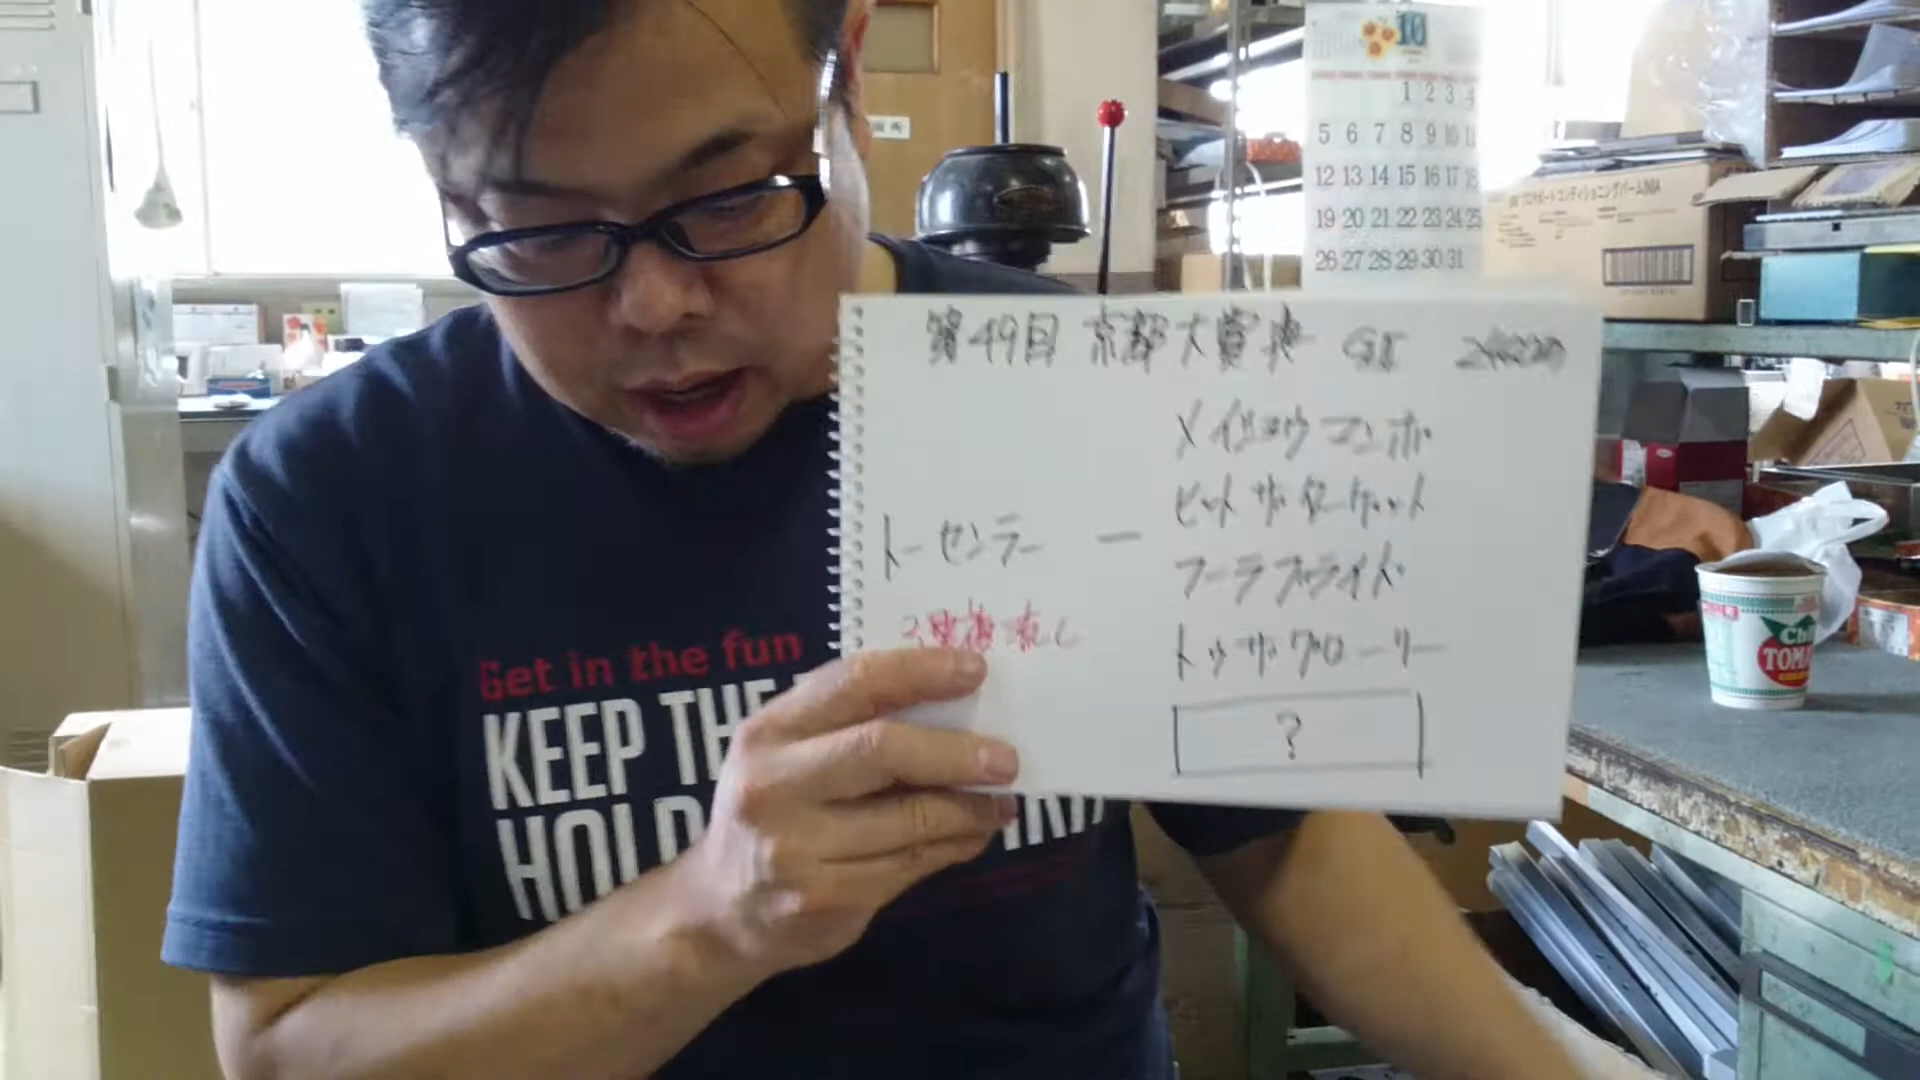 10
1 2 3 4
5 6 7 8 9 10 11
12 13 14 15 16 17 18
19 20 21 22 23 24 25
26 27 28 29 30 31
第49回 京都大賞典 GII
メイショウマンボ
ヒットザターゲット
トーセンラー ー
フーラブライド
トゥザグローリー
?
Get in the fun
KEEP THE
HOLD
Chi
TOMA